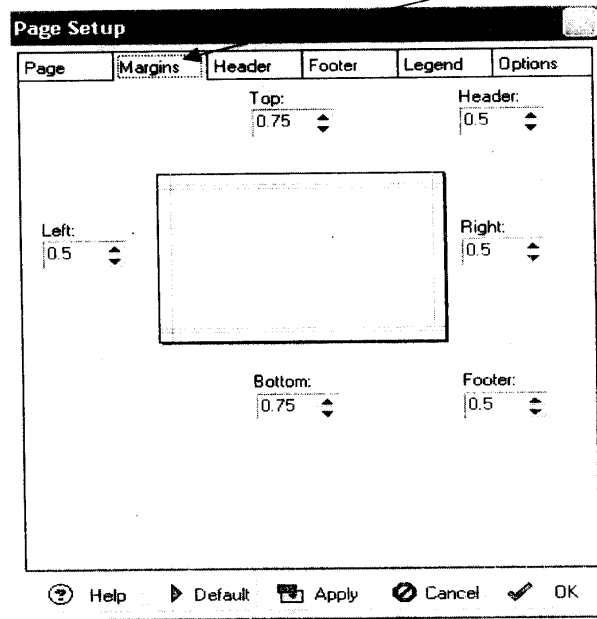 Page Setup
Page Margins Header Footer Legend Options
Top: Header:
0.75 0.5
Left: Right:
0.5 0.5
Bottom: Footer:
0.75 0.5
Help Default Apply Cancel OK